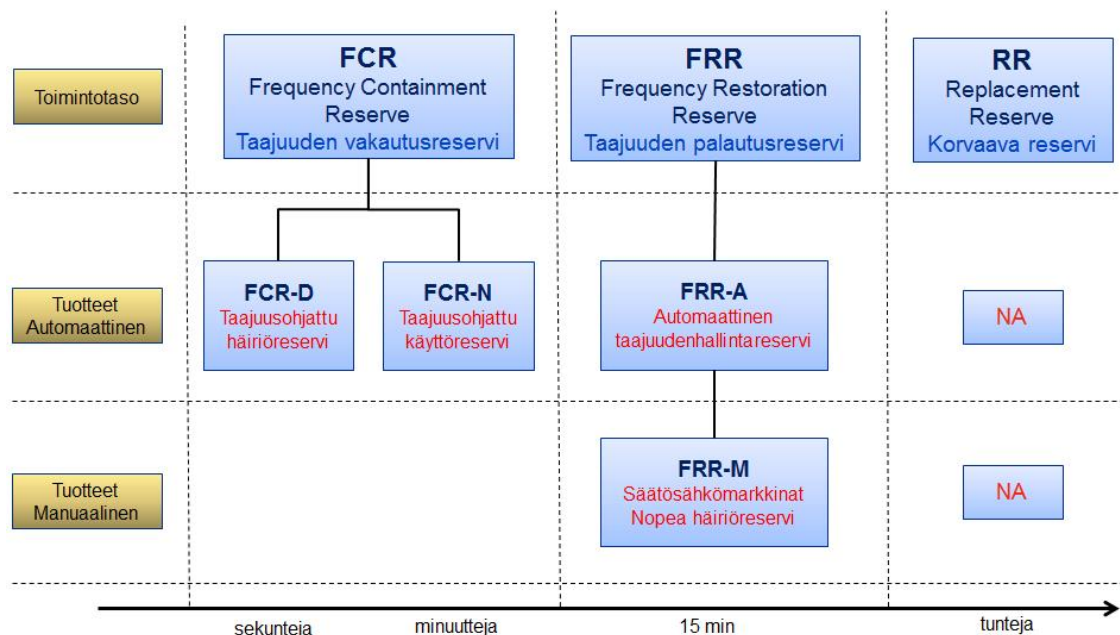 Toimintotaso
FCR
Frequency Containment
Reserve
Taajuuden vakautusreservi
FRR
Frequency Restoration
Reserve
Taajuuden palautusreservi
RR
Replacement
Reserve
Korvaava reservi
Tuotteet
Automaattinen
FCR-D
Taajuusohjattu
häiriöreservi
FCR-N
Taajuusohjattu
käyttöreservi
FRR-A
Automaattinen
taajuudenhallintareservi
NA
Tuotteet
Manuaalinen
FRR-M
Säätösähkömarkkinat
Nopea häiriöreservi
NA
sekunteja
minuutteja
15 min
tunteja